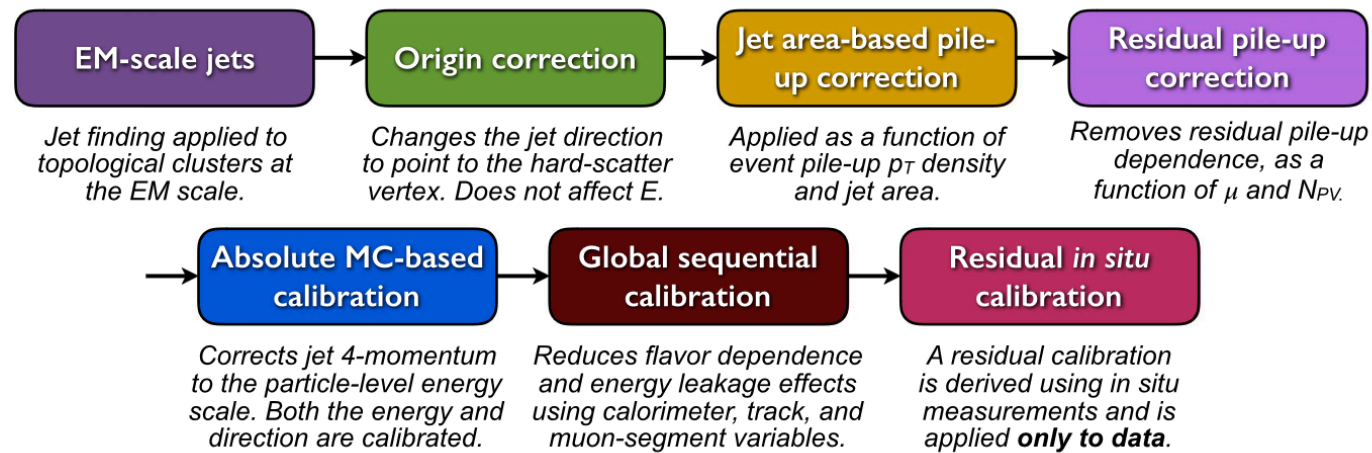 EM-scale jets
Jet finding applied to
topological clusters at
the EM scale.
Origin correction
Changes the jet direction
to point to the hard-scatter
vertex. Does not affect E.
Jet area-based pile-
up correction
Applied as a function of
event pile-up pT density
and jet area.
Residual pile-up
correction
Removes residual pile-up
dependence, as a
function of μ and NPV.
Absolute MC-based
calibration
Corrects jet 4-momentum
to the particle-level energy
scale. Both the energy and
direction are calibrated.
Global sequential
calibration
Reduces flavor dependence
and energy leakage effects
using calorimeter, track, and
muon-segment variables.
Residual in situ
calibration
A residual calibration
is derived using in situ
measurements and is
applied only to data.